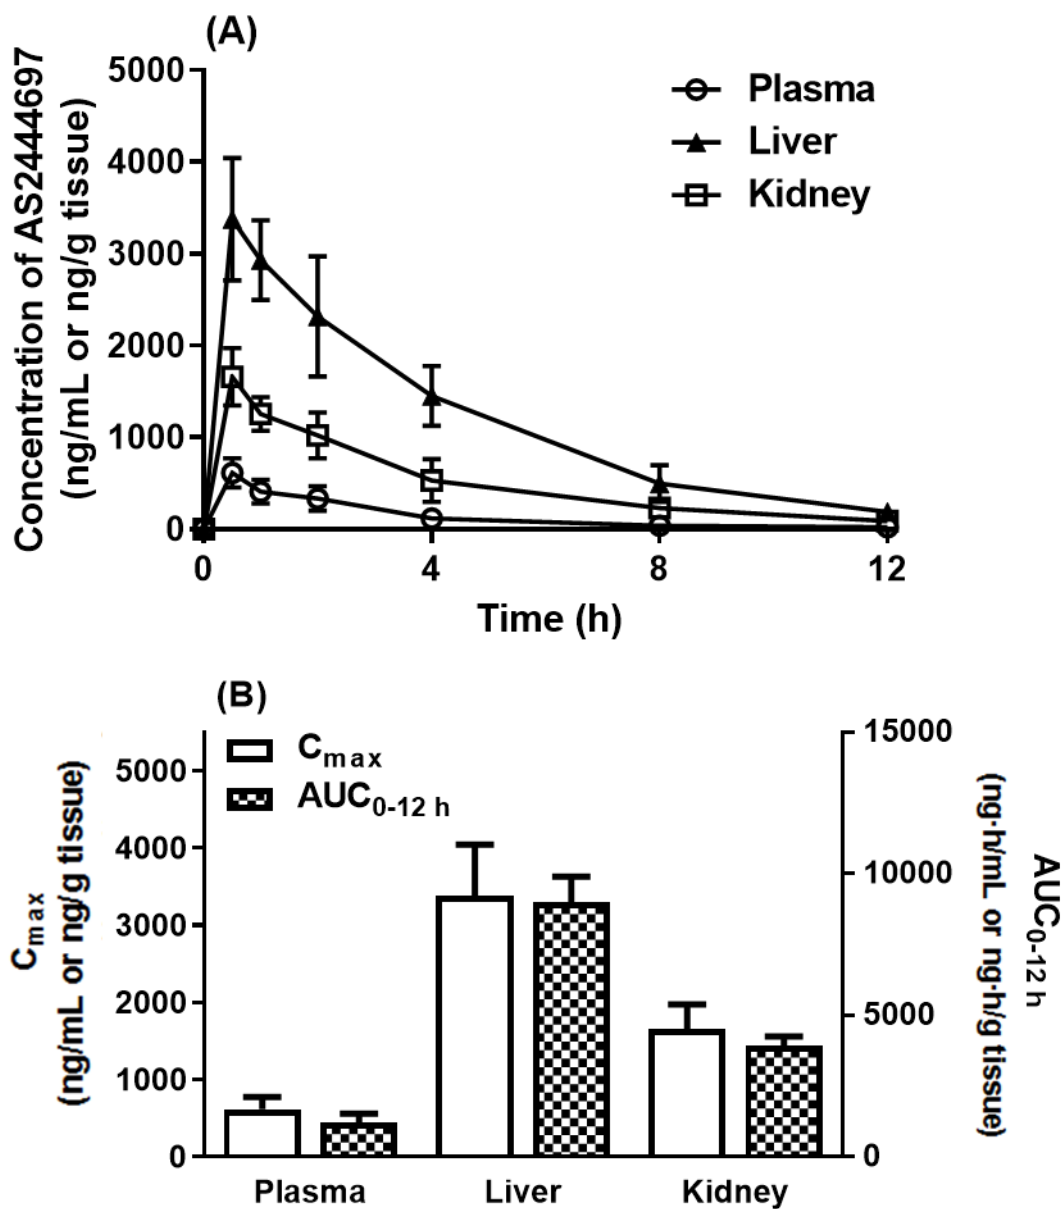 (A)
Concentration of AS2444697
(ng/mL or ng/g tissue)
5000
4000
3000
2000
1000
0
Plasma
Liver
Kidney
0 4 8 12
Time (h)
(B)
Cmax
(ng/mL or ng/g tissue)
5000
4000
3000
2000
1000
0
Cmax
AUC0-12 h
15000
10000
5000
0
AUC0-12 h
(ng·h/mL or ng·h/g tissue)
Plasma Liver Kidney